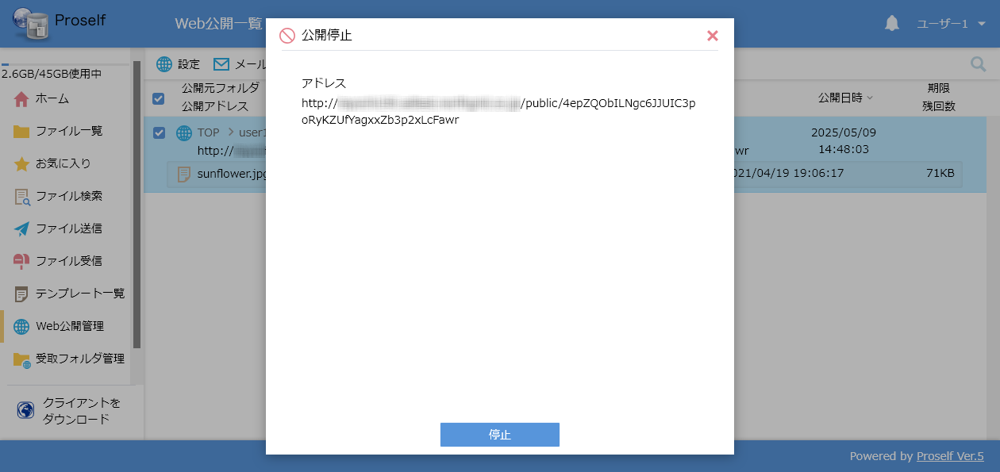 Proself
Web公開一覧
ユーザー1
2.6GB/45GB使用中
ホーム
ファイル一覧
お気に入り
ファイル検索
ファイル送信
ファイル受信
テンプレート一覧
Web公開管理
受取フォルダ管理
クライアントを
ダウンロード
設定 メール
公開元フォルダ
公開アドレス
公開日時
期限
残回数
TOP user1
http://
wr
2025/05/09
14:48:03
sunflower.jpg
021/04/19 19:06:17 71KB
公開停止
アドレス
http:// /public/4epZQObILNgc6JJUIC3p
oRyKZUfYagxxZb3p2xLcFawr
停止
Powered by Proself Ver.5